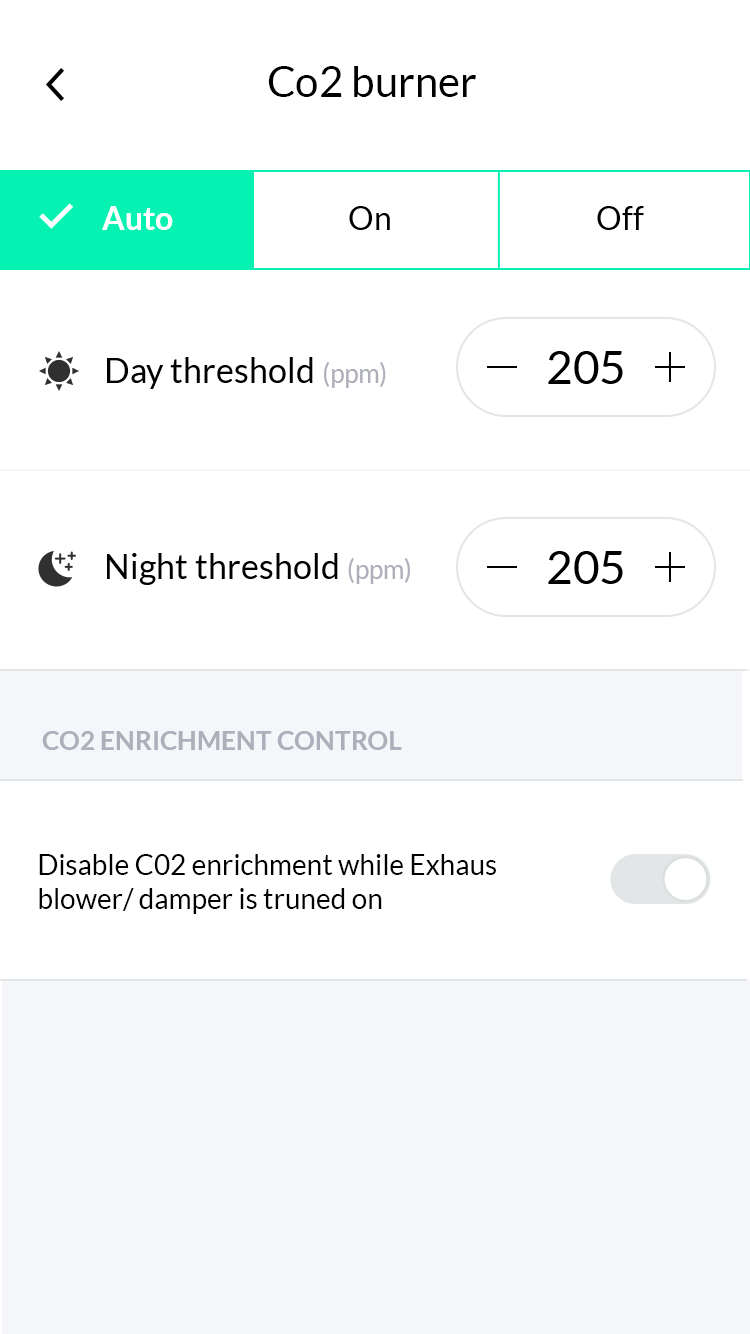 Co2 burner
Auto
On
Off
Day threshold (ppm)
205
Night threshold (ppm)
205
CO2 ENRICHMENT CONTROL
Disable C02 enrichment while Exhaus
blower/ damper is truned on